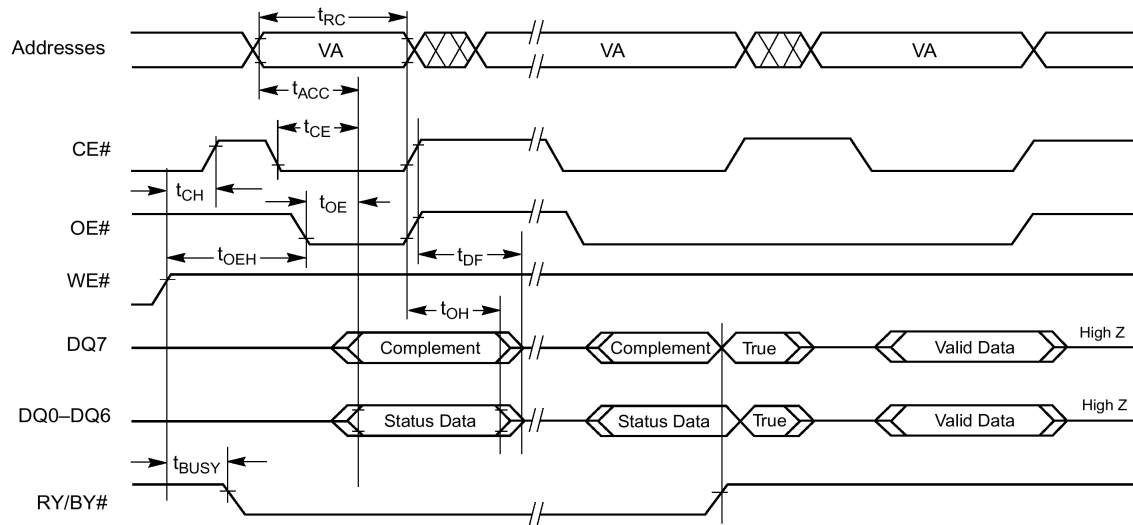 tRC
Addresses VA VA VA
tACC
tCE
CE#
tCH
tOE
OE#
tOEH tDF
WE#
tOH
DQ7 Complement Complement True Valid Data High Z
DQ0–DQ6 Status Data Status Data True Valid Data High Z
tBUSY
RY/BY#